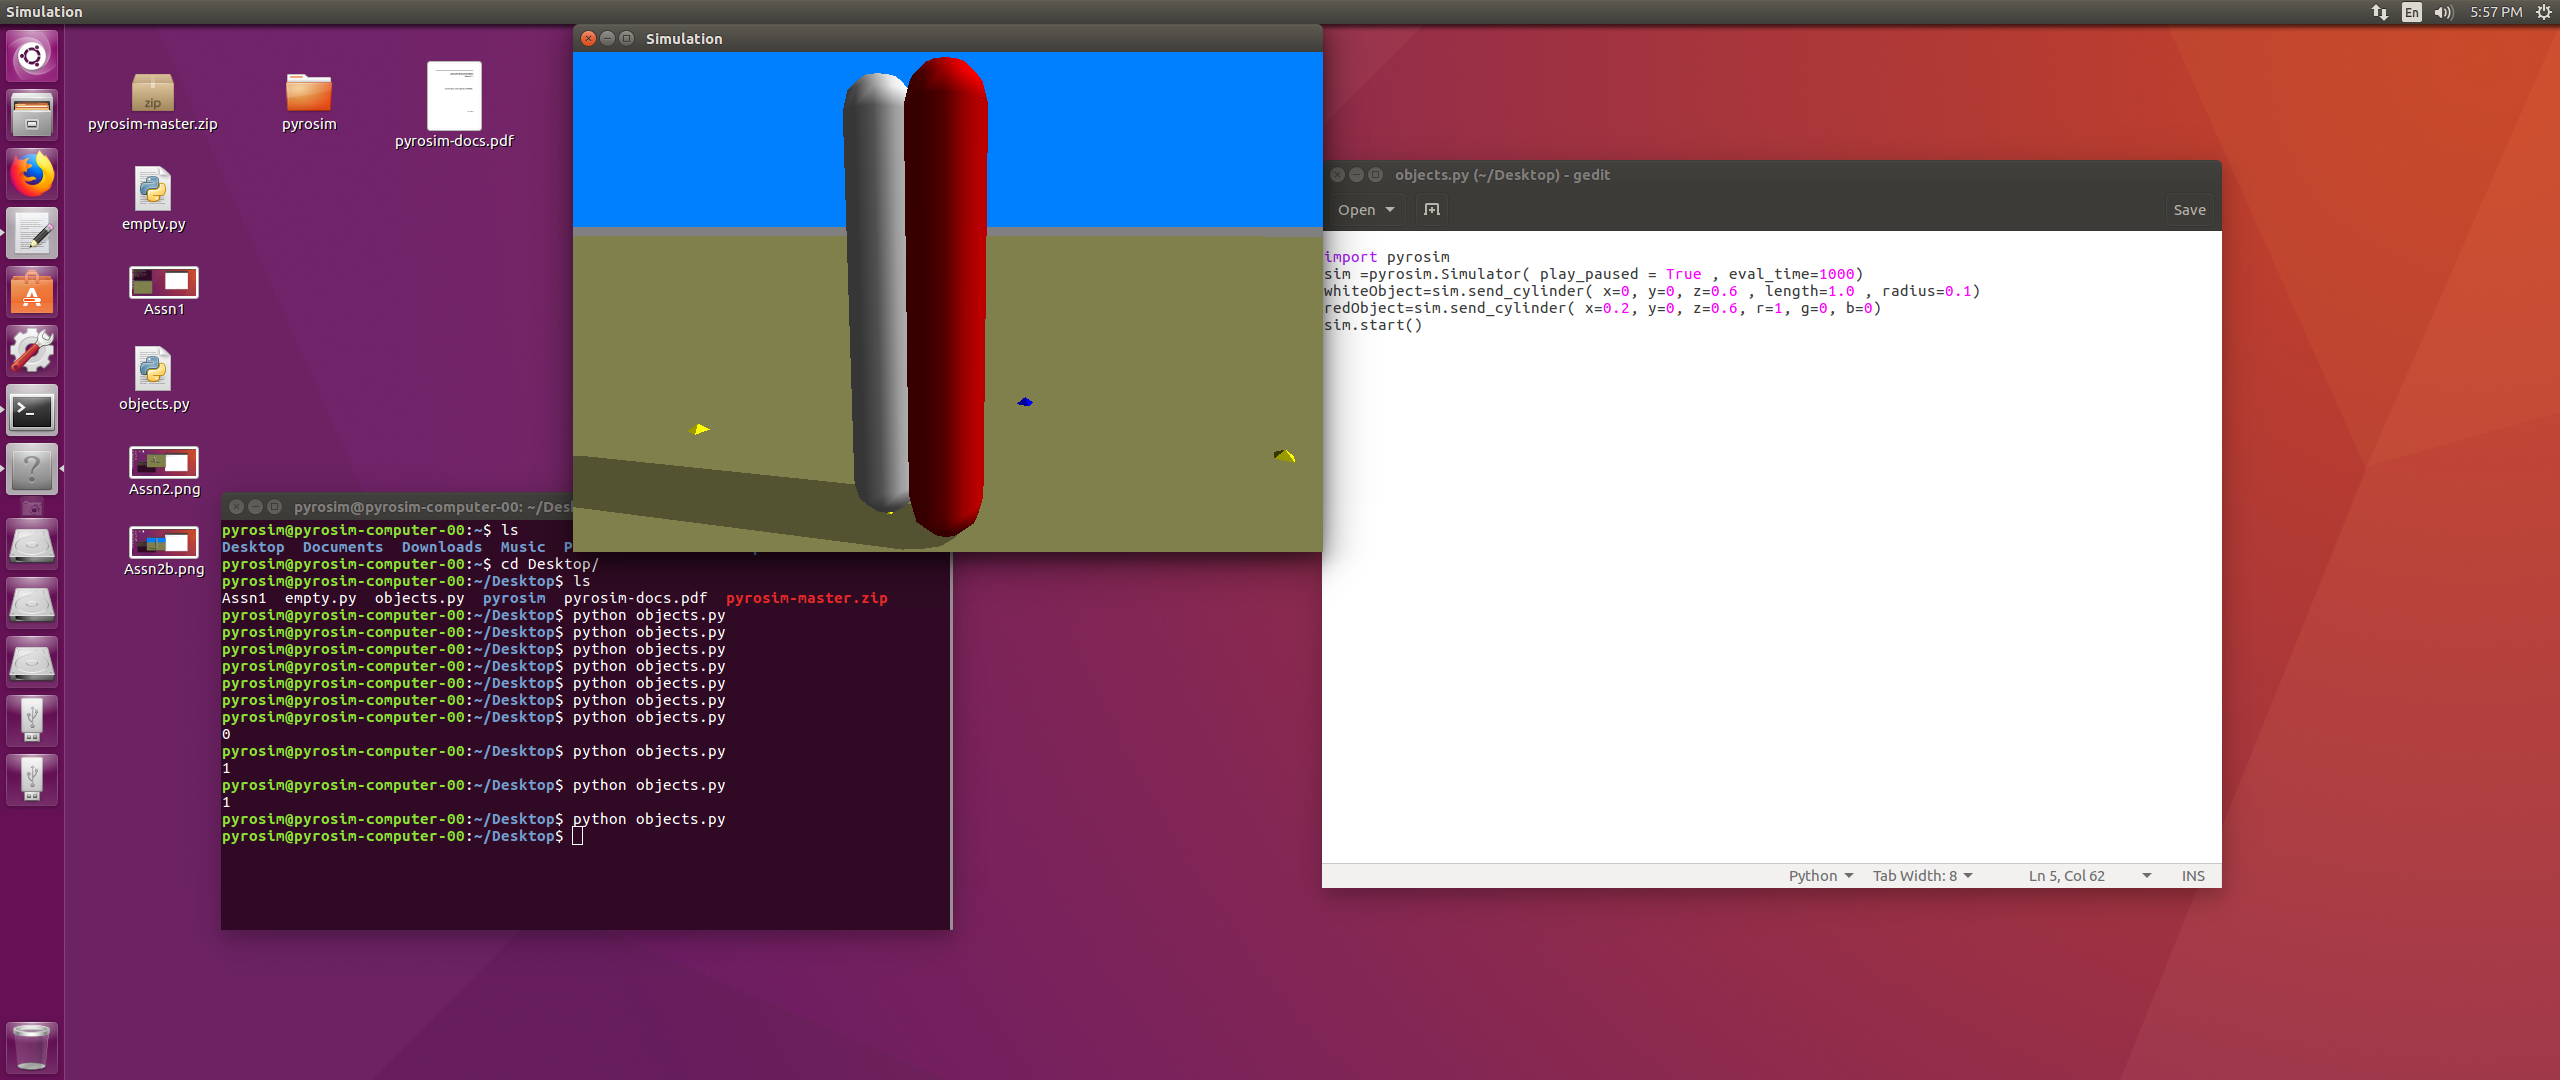 Simulation
En
5:57 PM
zip
pyrosim-master.zip
pyrosim
pyrosim-docs.pdf
empty.py
Assn1
objects.py
Assn2.png
Assn2b.png
Simulation
pyrosim@pyrosim-computer-00: ~/Des
pyrosim@pyrosim-computer-00:~$ ls
Desktop Documents Downloads Music P
pyrosim@pyrosim-computer-00:~$ cd Desktop/
pyrosim@pyrosim-computer-00:~/Desktop$ ls
Assn1 empty.py objects.py pyrosim pyrosim-docs.pdf pyrosim-master.zip
pyrosim@pyrosim-computer-00:~/Desktop$ python objects.py
pyrosim@pyrosim-computer-00:~/Desktop$ python objects.py
pyrosim@pyrosim-computer-00:~/Desktop$ python objects.py
pyrosim@pyrosim-computer-00:~/Desktop$ python objects.py
pyrosim@pyrosim-computer-00:~/Desktop$ python objects.py
pyrosim@pyrosim-computer-00:~/Desktop$ python objects.py
pyrosim@pyrosim-computer-00:~/Desktop$ python objects.py
0
pyrosim@pyrosim-computer-00:~/Desktop$ python objects.py
1
pyrosim@pyrosim-computer-00:~/Desktop$ python objects.py
1
pyrosim@pyrosim-computer-00:~/Desktop$ python objects.py
pyrosim@pyrosim-computer-00:~/Desktop$
objects.py (~/Desktop) - gedit
Open
Save
import pyrosim
sim =pyrosim.Simulator( play_paused = True , eval_time=1000)
whiteObject=sim.send_cylinder( x=0, y=0, z=0.6 , length=1.0 , radius=0.1)
redObject=sim.send_cylinder( x=0.2, y=0, z=0.6, r=1, g=0, b=0)
sim.start()
Python
Tab Width: 8
Ln 5, Col 62
INS